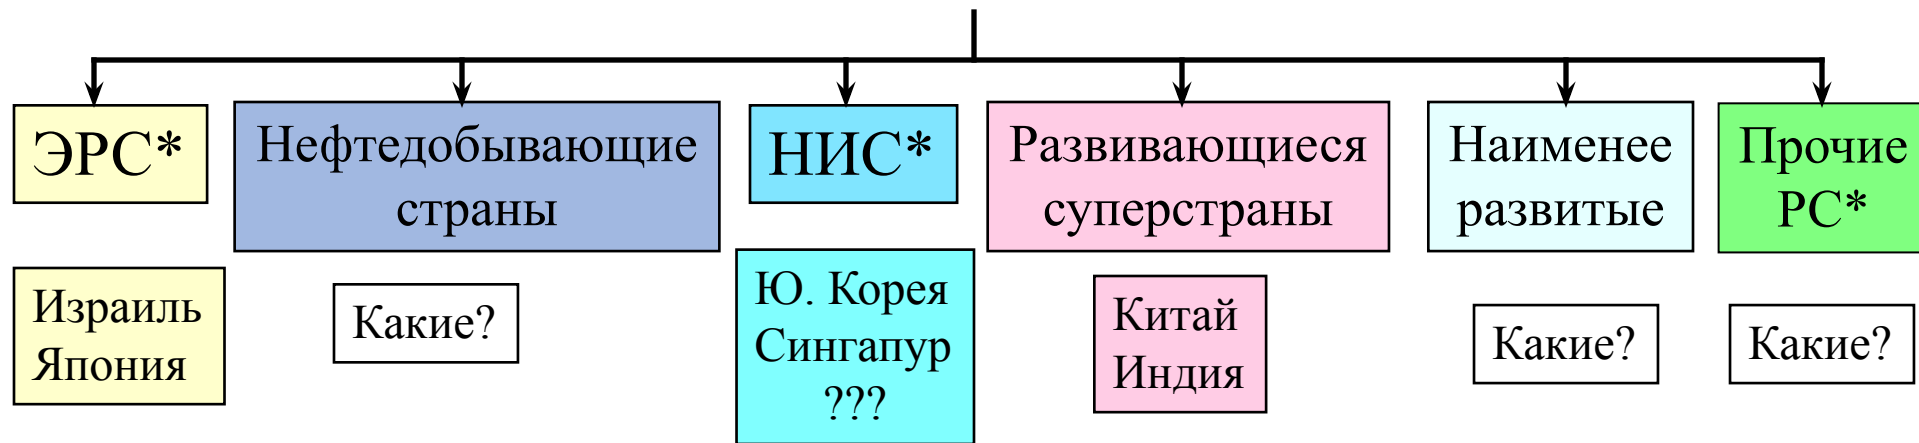 ЭРС*
Нефтедобывающие
страны
НИС*
Развивающиеся
суперстраны
Наименее
развитые
Прочие
РС*
Израиль
Япония
Какие?
Ю. Корея
Сингапур
???
Китай
Индия
Какие?
Какие?